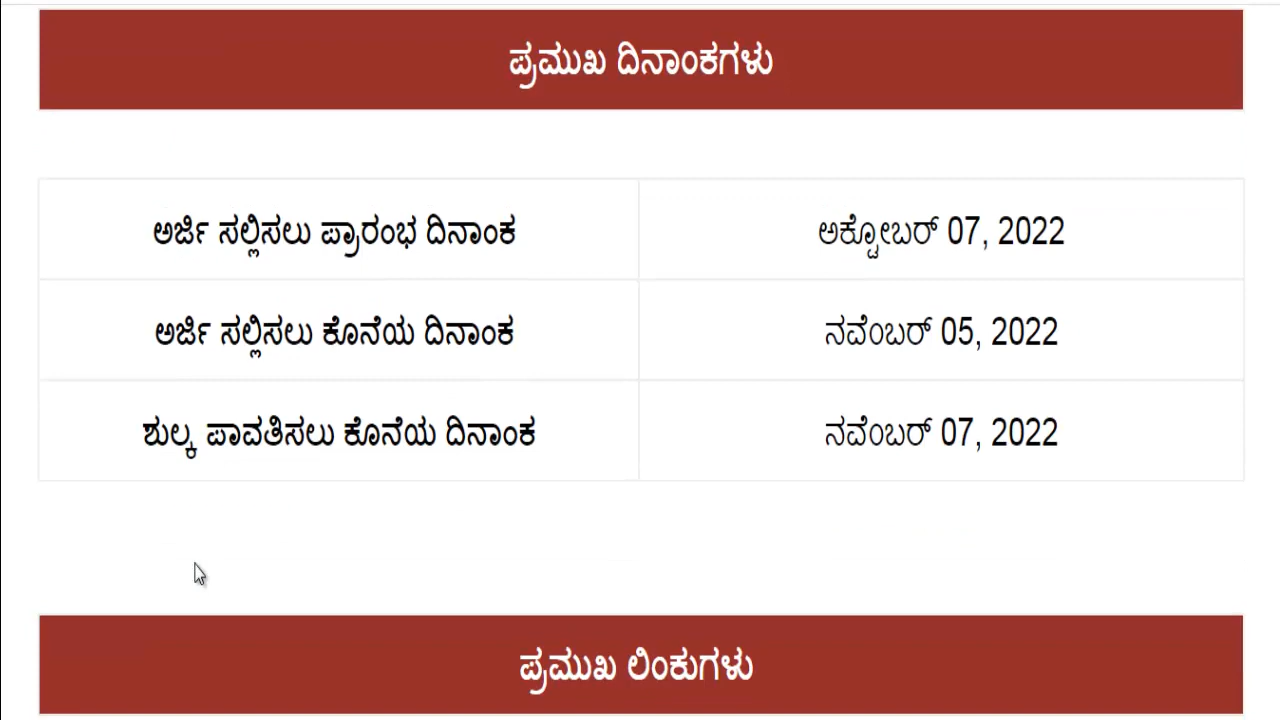 ಪ್ರಮುಖ ದಿನಾಂಕಗಳು
ಅರ್ಜಿ ಸಲ್ಲಿಸಲು ಪ್ರಾರಂಭ ದಿನಾಂಕ ಅಕ್ಟೋಬರ್ 07, 2022
ಅರ್ಜಿ ಸಲ್ಲಿಸಲು ಕೊನೆಯ ದಿನಾಂಕ ನವೆಂಬರ್ 05, 2022
ಶುಲ್ಕ ಪಾವತಿಸಲು ಕೊನೆಯ ದಿನಾಂಕ ನವೆಂಬರ್ 07, 2022
ಪ್ರಮುಖ ಲಿಂಕುಗಳು